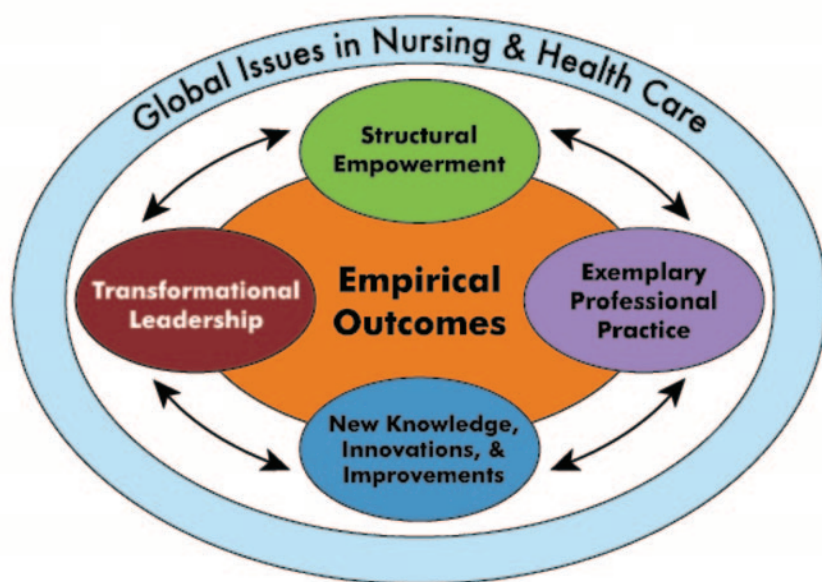 Global Issues in Nursing & Health Care
Structural
Empowerment
Transformational
Leadership
Empirical
Outcomes
Exemplary
Professional
Practice
New Knowledge,
Innovations, &
Improvements